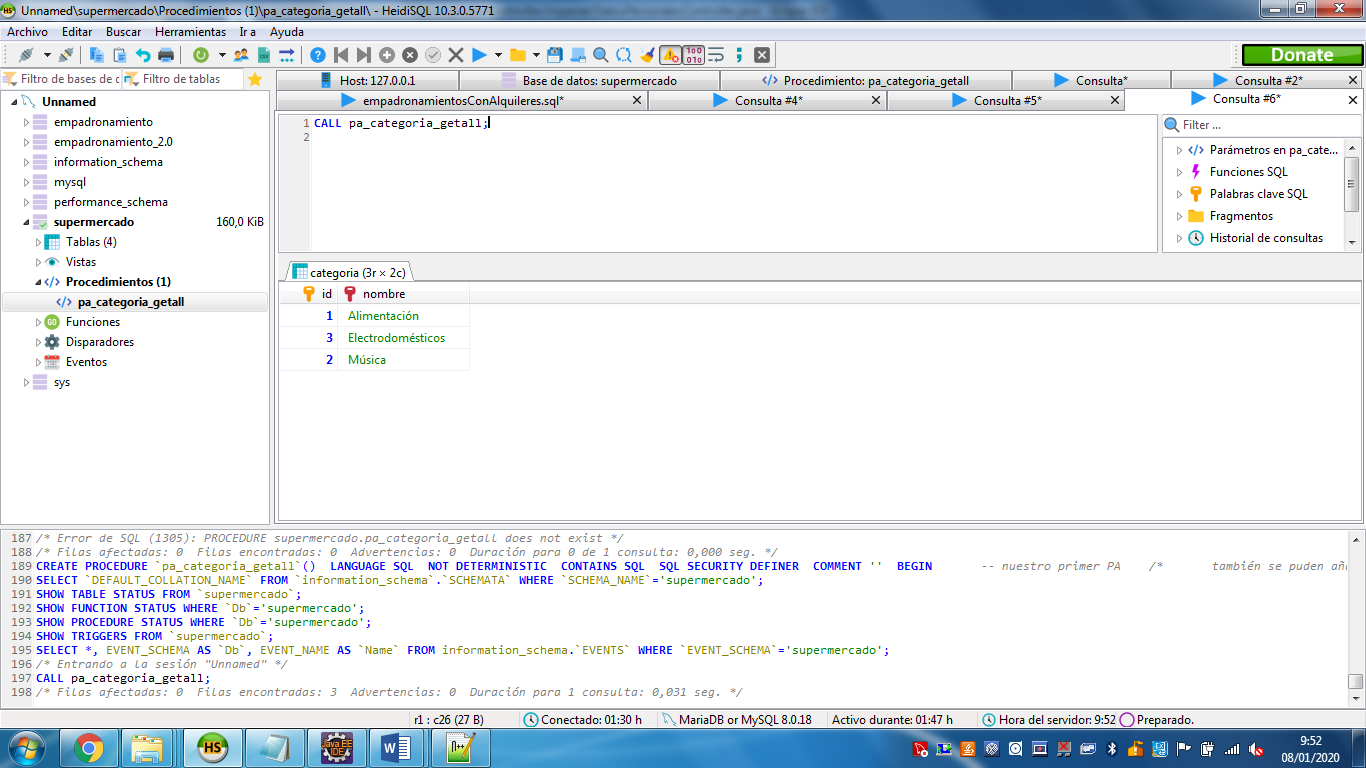 Unnamed\supermercado\Procedimientos (1)\pa_categoria_getall\ - HeidiSQL 10.3.0.5771
Archivo Editar Buscar Herramientas Ir a Ayuda
Donate
Filtro de bases de d Filtro de tablas
Host: 127.0.0.1 Base de datos: supermercado Procedimiento: pa_categoria_getall Consulta* Consulta #2*
empadronamientosConAlquileres.sql* Consulta #4* Consulta #5* Consulta #6*
Unnamed
empadronamiento
empadronamiento_2.0
information_schema
mysql
performance_schema
supermercado 160,0 KiB
Tablas (4)
Vistas
Procedimientos (1)
pa_categoria_getall
Funciones
Disparadores
Eventos
sys
1 CALL pa_categoria_getall;
2
Filter ...
Parámetros en pa_cate...
Funciones SQL
Palabras clave SQL
Fragmentos
Historial de consultas
categoria (3r × 2c)
id nombre
1 Alimentación
3 Electrodomésticos
2 Música
187 /* Error de SQL (1305): PROCEDURE supermercado.pa_categoria_getall does not exist */
188 /* Filas afectadas: 0 Filas encontradas: 0 Advertencias: 0 Duración para 0 de 1 consulta: 0,000 seg. */
189 CREATE PROCEDURE `pa_categoria_getall`() LANGUAGE SQL NOT DETERMINISTIC CONTAINS SQL SQL SECURITY DEFINER COMMENT '' BEGIN -- nuestro primer PA /* también se puden aña
190 SELECT `DEFAULT_COLLATION_NAME` FROM `information_schema`.`SCHEMATA` WHERE `SCHEMA_NAME`='supermercado';
191 SHOW TABLE STATUS FROM `supermercado`;
192 SHOW FUNCTION STATUS WHERE `Db`='supermercado';
193 SHOW PROCEDURE STATUS WHERE `Db`='supermercado';
194 SHOW TRIGGERS FROM `supermercado`;
195 SELECT *, EVENT_SCHEMA AS `Db`, EVENT_NAME AS `Name` FROM information_schema.`EVENTS` WHERE `EVENT_SCHEMA`='supermercado';
196 /* Entrando a la sesión "Unnamed" */
197 CALL pa_categoria_getall;
198 /* Filas afectadas: 0 Filas encontradas: 3 Advertencias: 0 Duración para 1 consulta: 0,031 seg. */
r1 : c26 (27 B) Conectado: 01:30 h MariaDB or MySQL 8.0.18 Activo durante: 01:47 h Hora del servidor: 9:52 Preparado.
9:52
08/01/2020